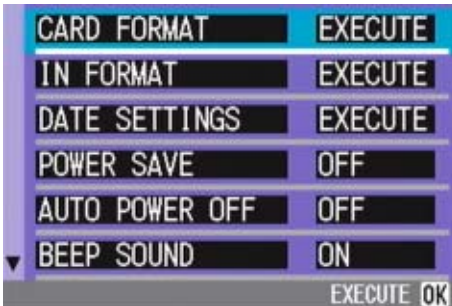 CARD FORMAT EXECUTE
IN FORMAT EXECUTE
DATE SETTINGS EXECUTE
POWER SAVE OFF
AUTO POWER OFF OFF
BEEP SOUND ON
EXECUTE OK